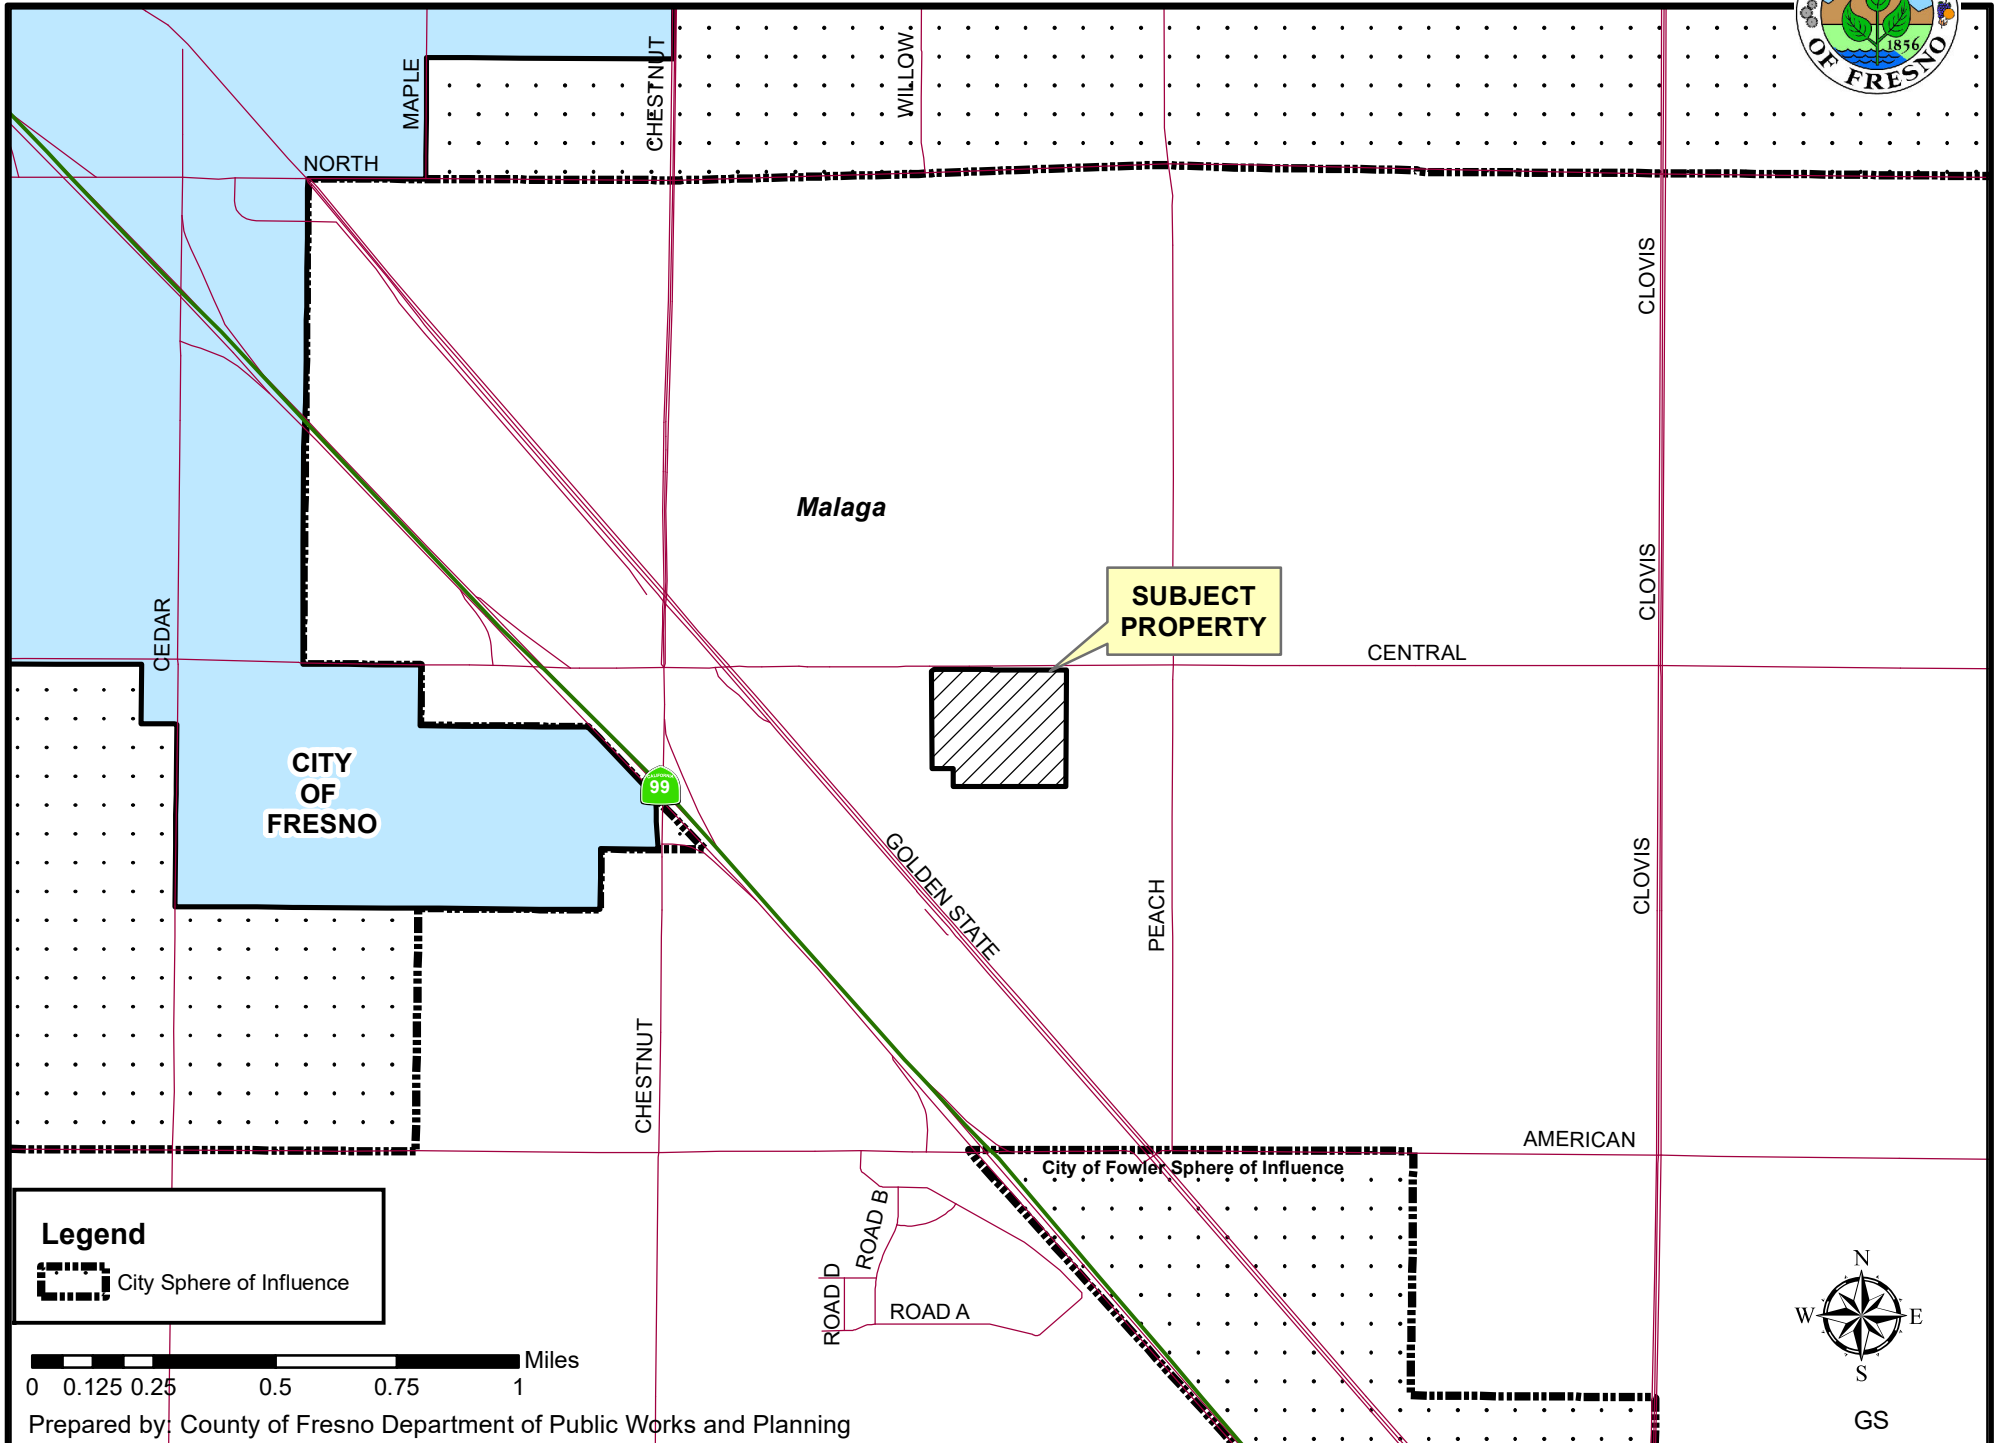 1856
OF FRESNO
MAPLE
CHESTNUT
WILLOW
NORTH
CLOVIS
Malaga
SUBJECT
PROPERTY
CLOVIS
CEDAR
CENTRAL
CITY
OF
FRESNO
99
GOLDEN STATE
CLOVIS
PEACH
CHESTNUT
AMERICAN
City of Fowler Sphere of Influence
ROAD B
ROAD D
ROAD A
Legend
City Sphere of Influence
N
W E
S
Miles
0 0.125 0.25 0.5 0.75 1
Prepared by: County of Fresno Department of Public Works and Planning
GS